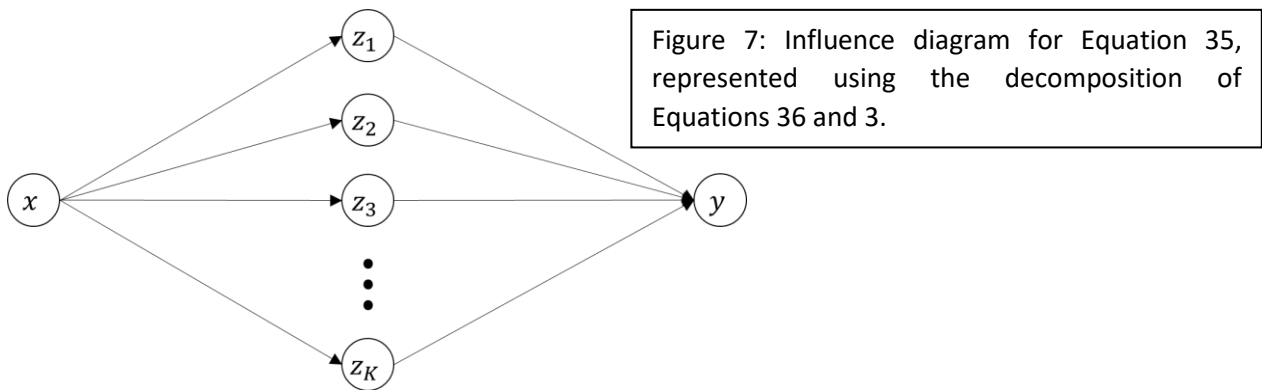 z₁
Figure 7: Influence diagram for Equation 35,
represented using the decomposition of
Equations 36 and 3.
z₂
x
z₃
y
z_K